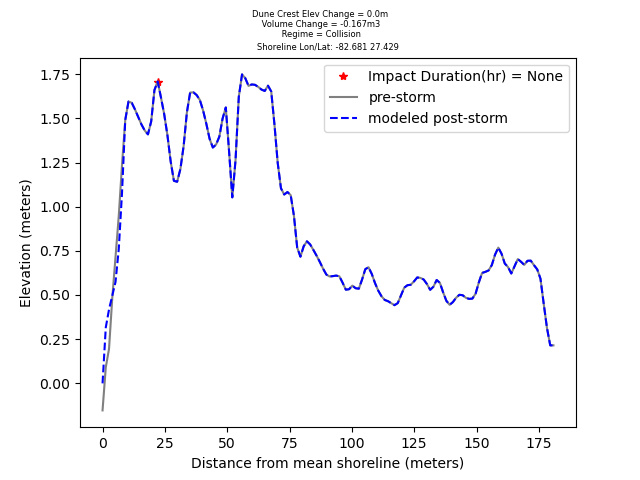 Dune Crest Elev Change = 0.0m
Volume Change = -0.167m3
Regime = Collision
Shoreline Lon/Lat: -82.681 27.429
Impact Duration(hr) = None
pre-storm
modeled post-storm
Elevation (meters)
1.75
1.50
1.25
1.00
0.75
0.50
0.25
0.00
0 25 50 75 100 125 150 175
Distance from mean shoreline (meters)